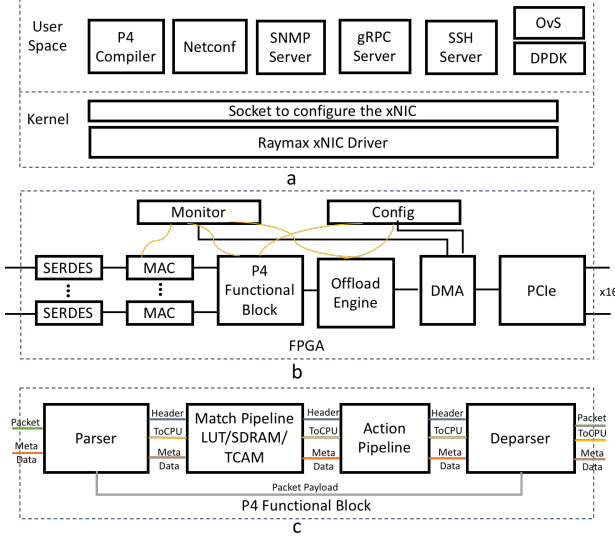 User
Space
P4
Compiler
Netconf
SNMP
Server
gRPC
Server
SSH
Server
OvS
DPDK
Kernel
Socket to configure the xNIC
Raymax xNIC Driver
a
Monitor
Config
SERDES
MAC
P4
Functional
Block
Offload
Engine
DMA
PCIe
x16
SERDES
MAC
FPGA
b
Packet
Meta
Data
Parser
Header
ToCPU
Meta
Data
Match Pipeline
LUT/SDRAM/
TCAM
Header
ToCPU
Meta
Data
Action
Pipeline
Header
ToCPU
Meta
Data
Deparser
Packet
ToCPU
Meta
Data
Packet Payload
P4 Functional Block
c